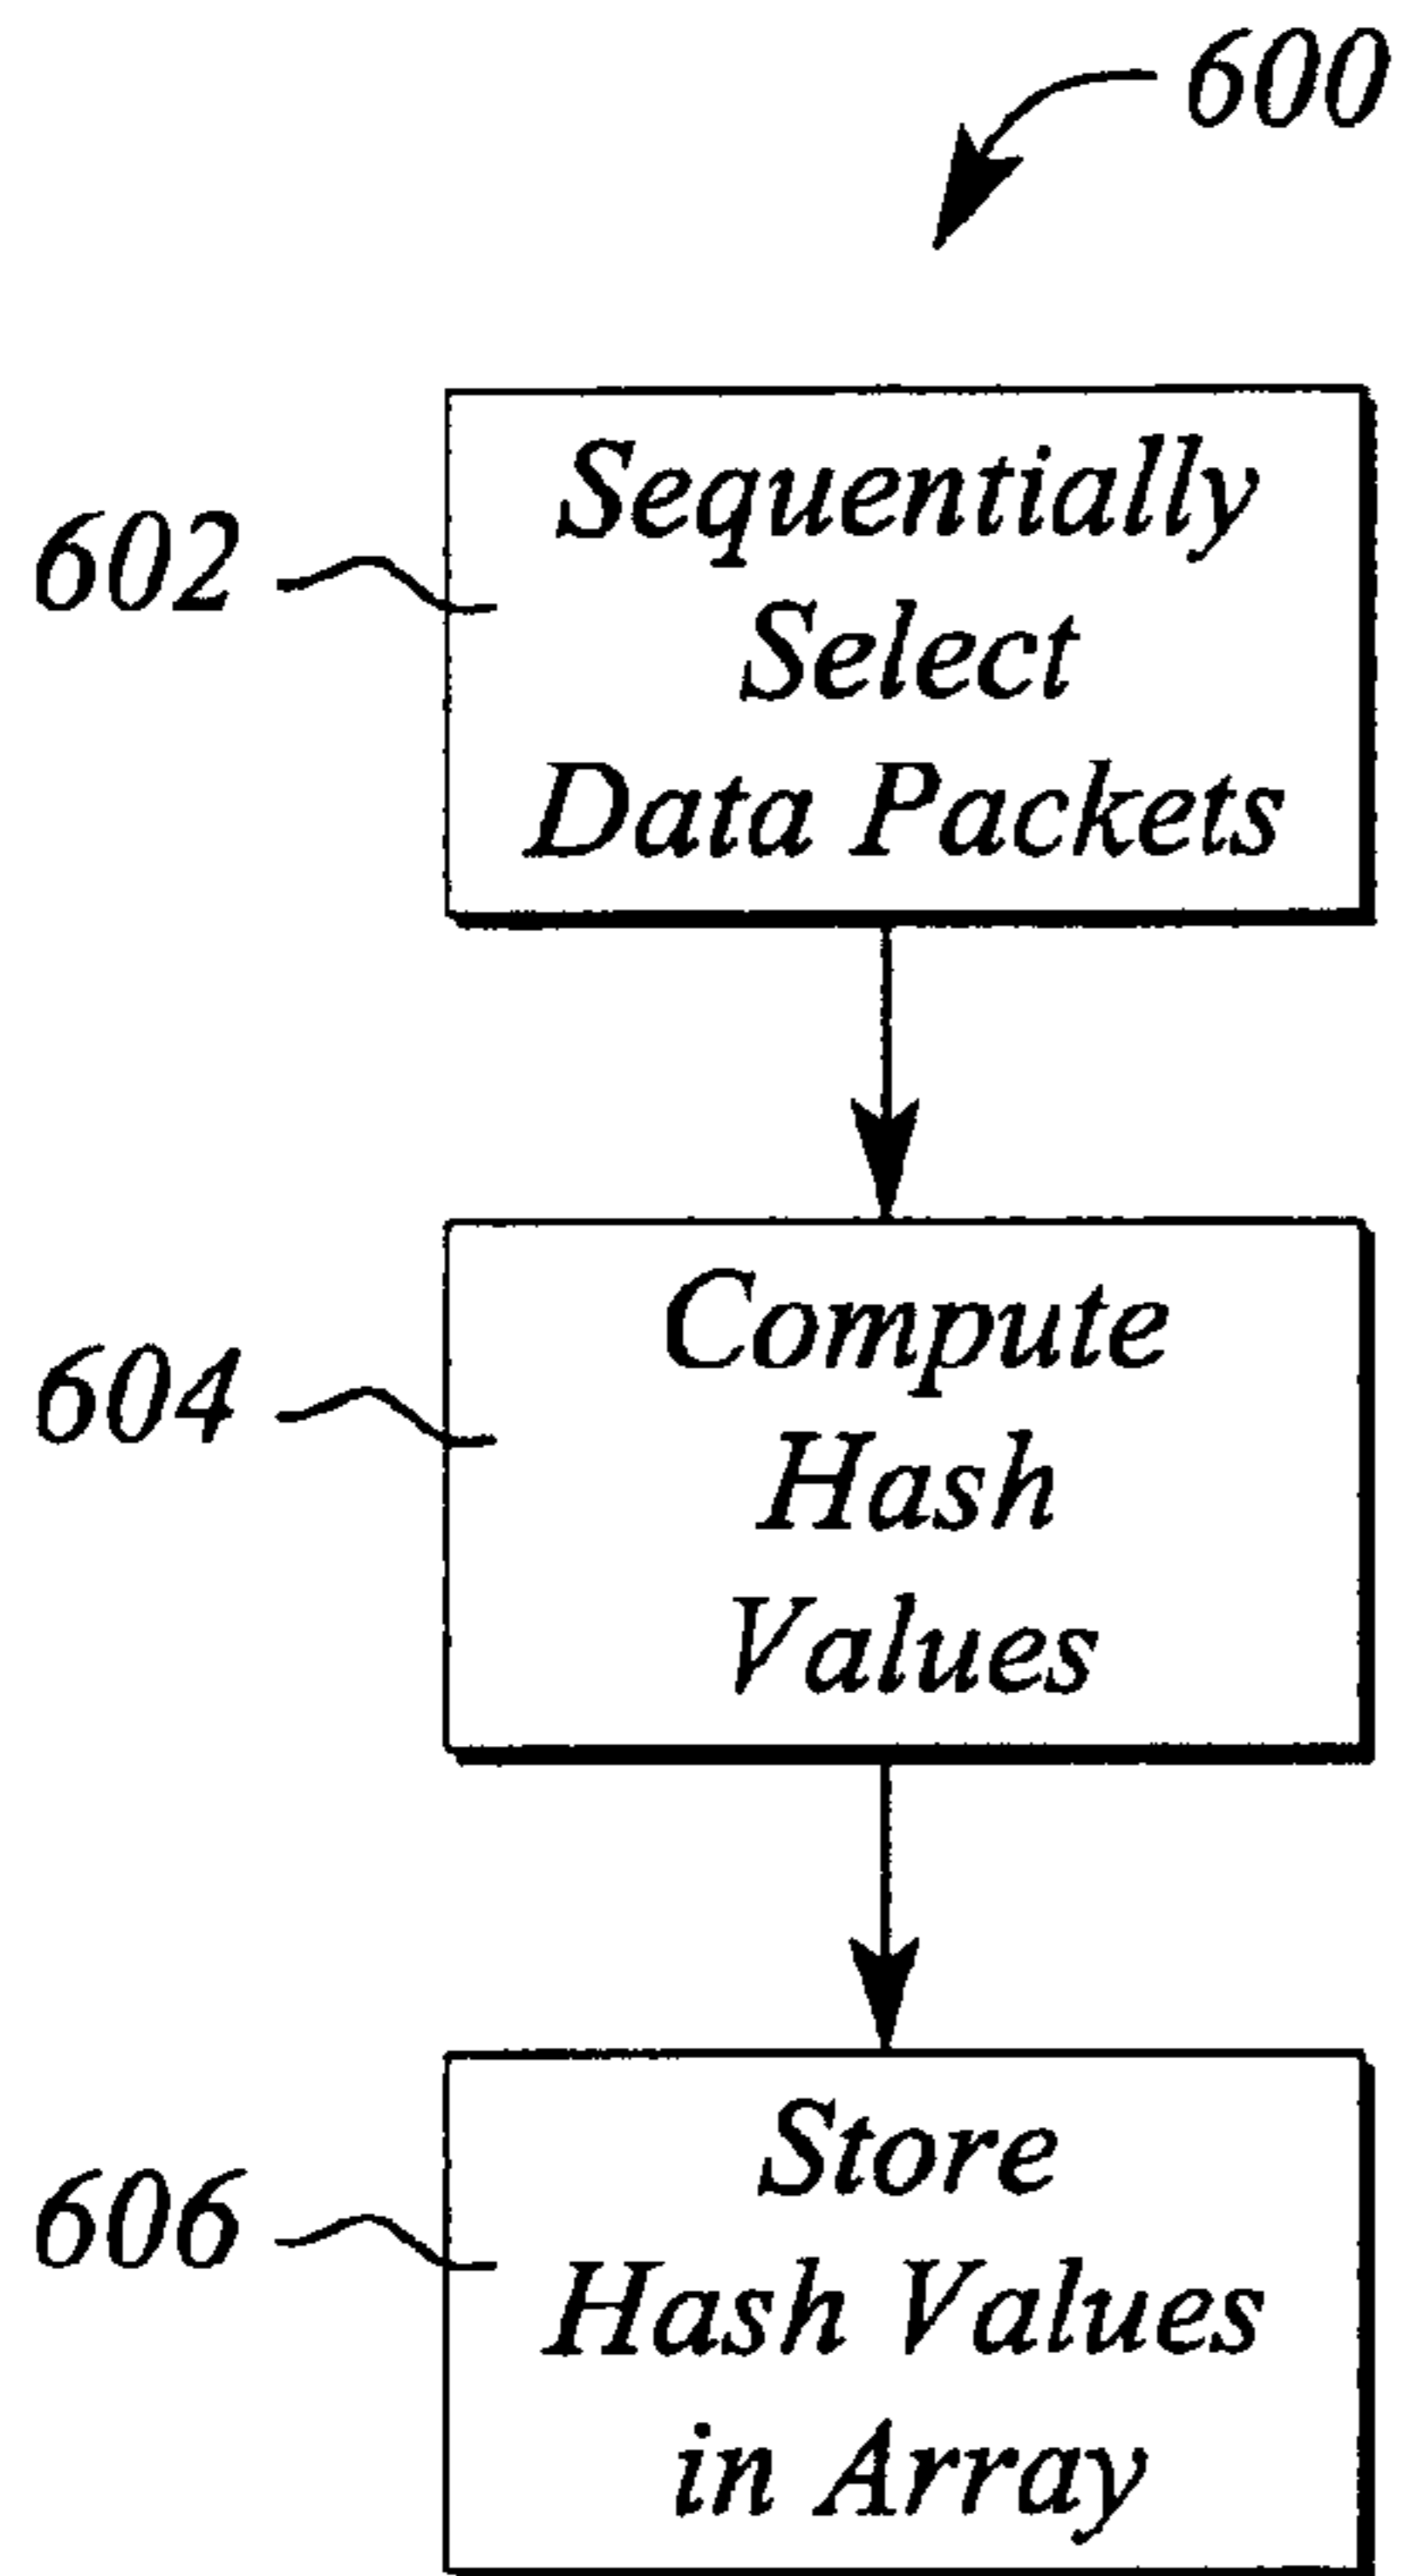 600
602
Sequentially
Select
Data Packets
604
Compute
Hash
Values
606
Store
Hash Values
in Array